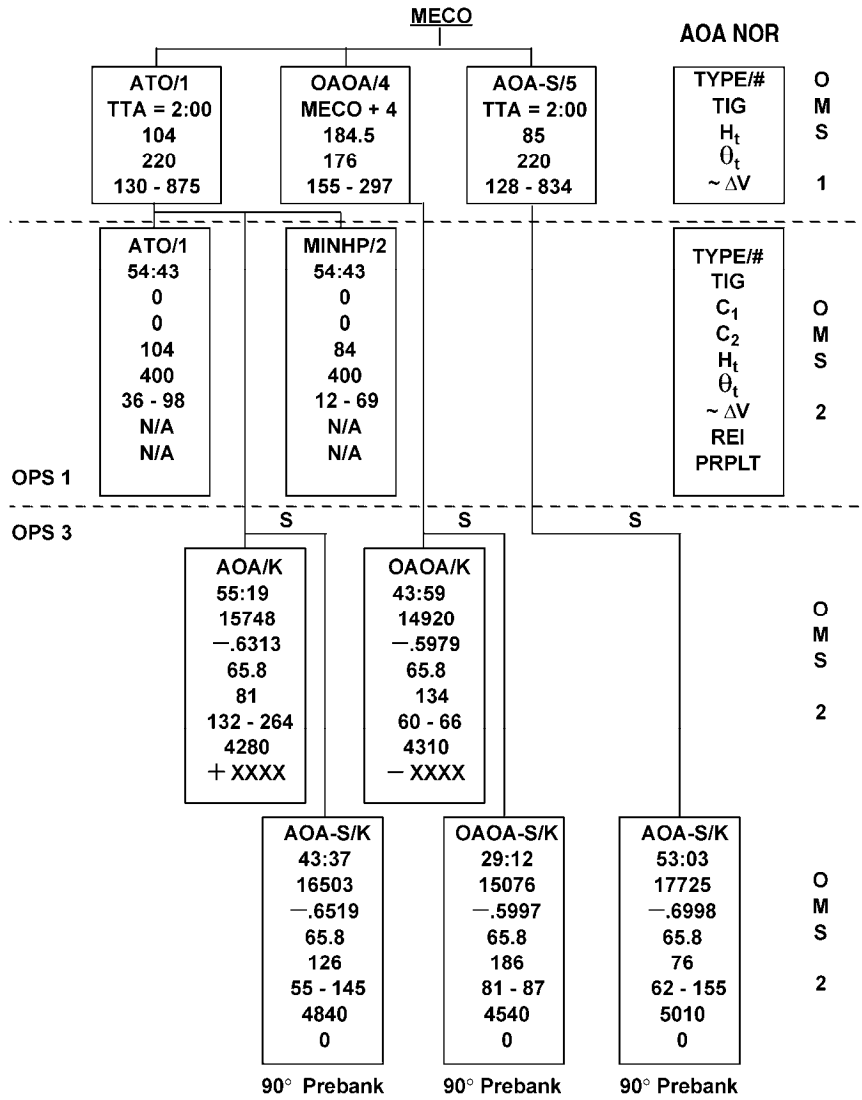 MECO
AOA NOR
ATO/1
TTA = 2:00
104
220
130 - 875
OAOA/4
MECO + 4
184.5
176
155 - 297
AOA-S/5
TTA = 2:00
85
220
128 - 834
TYPE/#
TIG
Ht
θt
~ ΔV
O
M
S
1
ATO/1
54:43
0
0
104
400
36 - 98
N/A
N/A
MINHP/2
54:43
0
0
84
400
12 - 69
N/A
N/A
TYPE/#
TIG
C1
C2
Ht
θt
~ ΔV
REI
PRPLT
O
M
S
2
OPS 1
OPS 3
S
S
S
AOA/K
55:19
15748
—.6313
65.8
81
132 - 264
4280
+ XXXX
OAOA/K
43:59
14920
—.5979
65.8
134
60 - 66
4310
— XXXX
O
M
S
2
AOA-S/K
43:37
16503
—.6519
65.8
126
55 - 145
4840
0
90° Prebank
OAOA-S/K
29:12
15076
—.5997
65.8
186
81 - 87
4540
0
90° Prebank
AOA-S/K
53:03
17725
—.6998
65.8
76
62 - 155
5010
0
90° Prebank
O
M
S
2